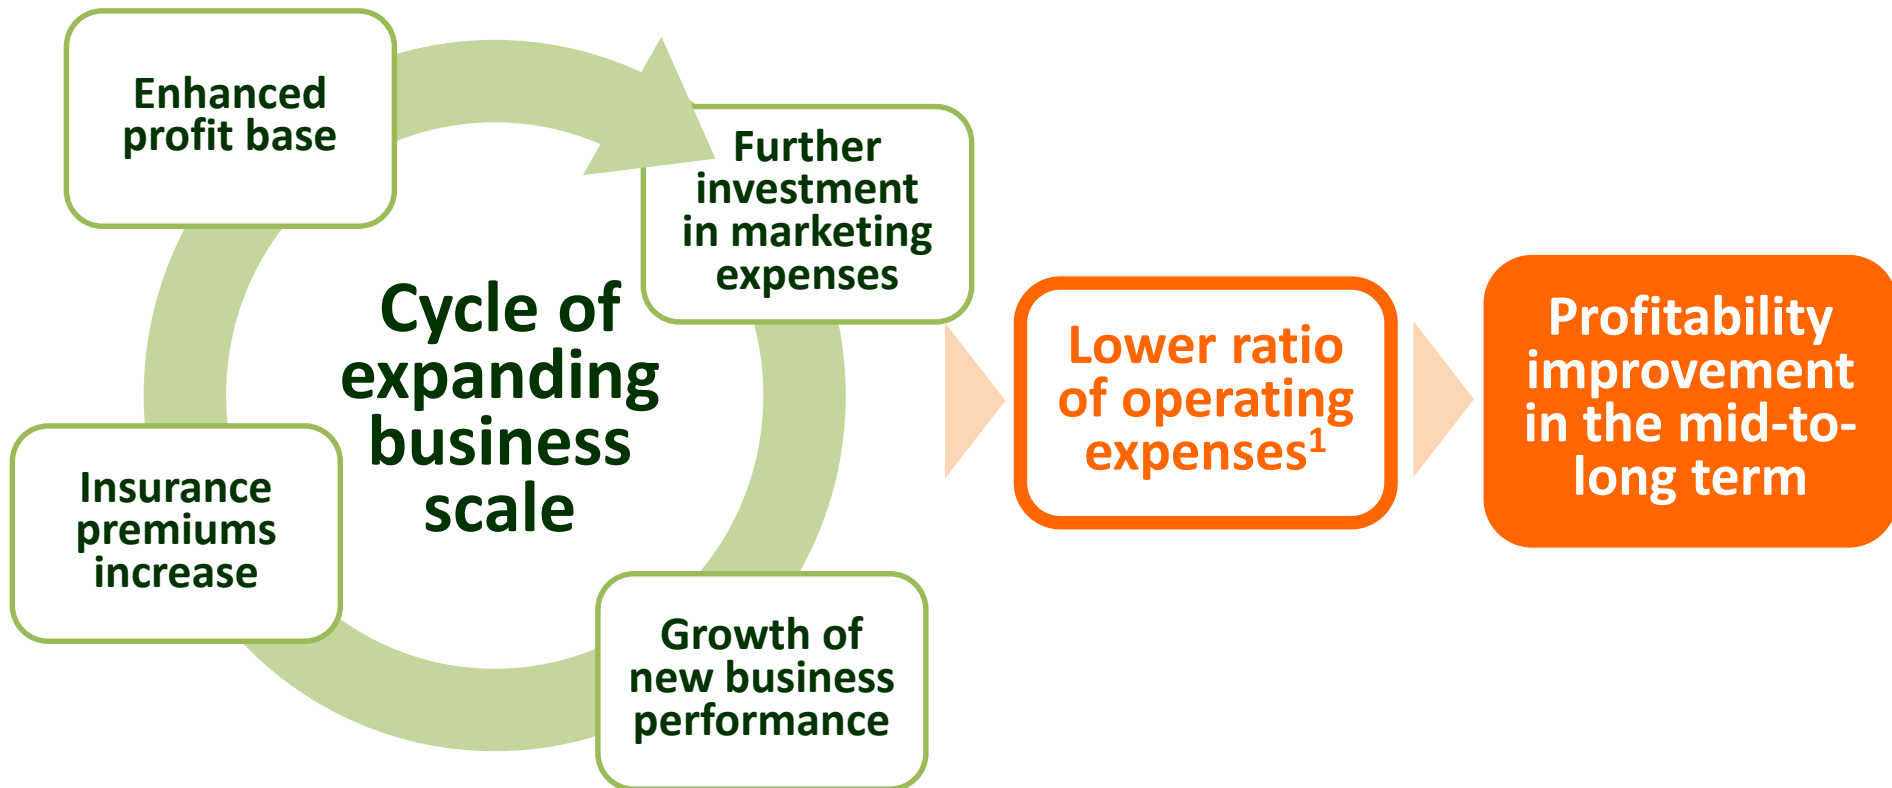 Enhanced
profit base
Further
investment
in marketing
expenses
Cycle of
expanding
business
scale
Insurance
premiums
increase
Growth of
new business
performance
Lower ratio
of operating
expenses1
Profitability
improvement
in the mid-to-
long term